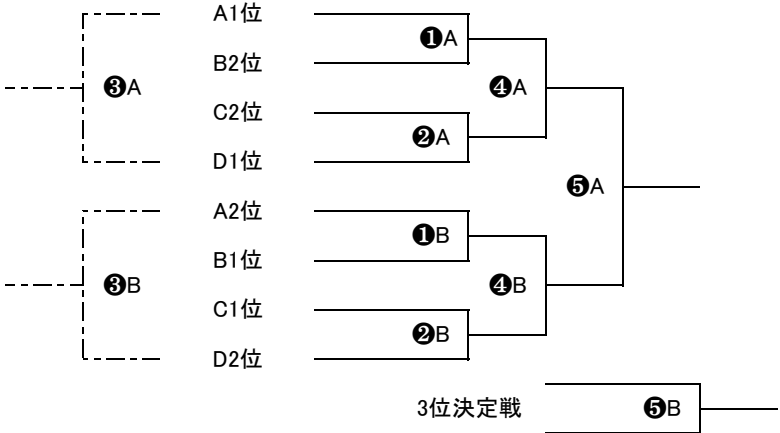 A1位
❶A
B2位
❸A
❹A
C2位
❷A
D1位
❺A
A2位
❶B
B1位
❸B
❹B
C1位
❷B
D2位
3位決定戦 ❺B